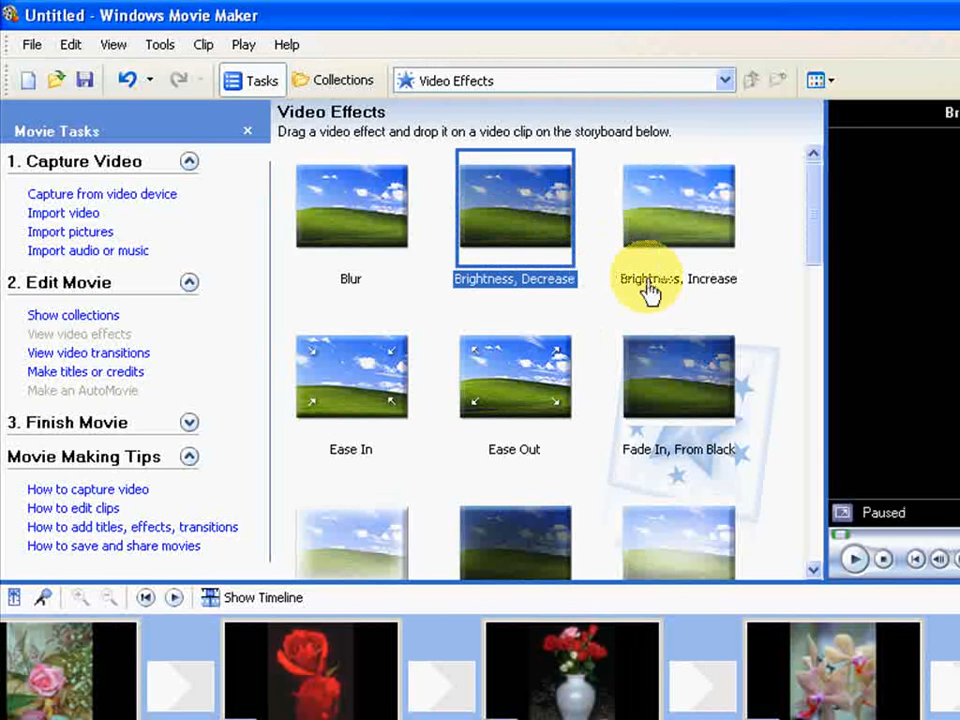 Untitled - Windows Movie Maker
File Edit View Tools Clip Play Help
Tasks Collections Video Effects
Movie Tasks
1. Capture Video
Capture from video device
Import video
Import pictures
Import audio or music
2. Edit Movie
Show collections
View video effects
View video transitions
Make titles or credits
Make an AutoMovie
3. Finish Movie
Movie Making Tips
How to capture video
How to edit clips
How to add titles, effects, transitions
How to save and share movies
Video Effects
Drag a video effect and drop it on a video clip on the storyboard below.
Blur Brightness, Decrease Brightness, Increase
Ease In Ease Out Fade In, From Black
Br
Paused
Show Timeline